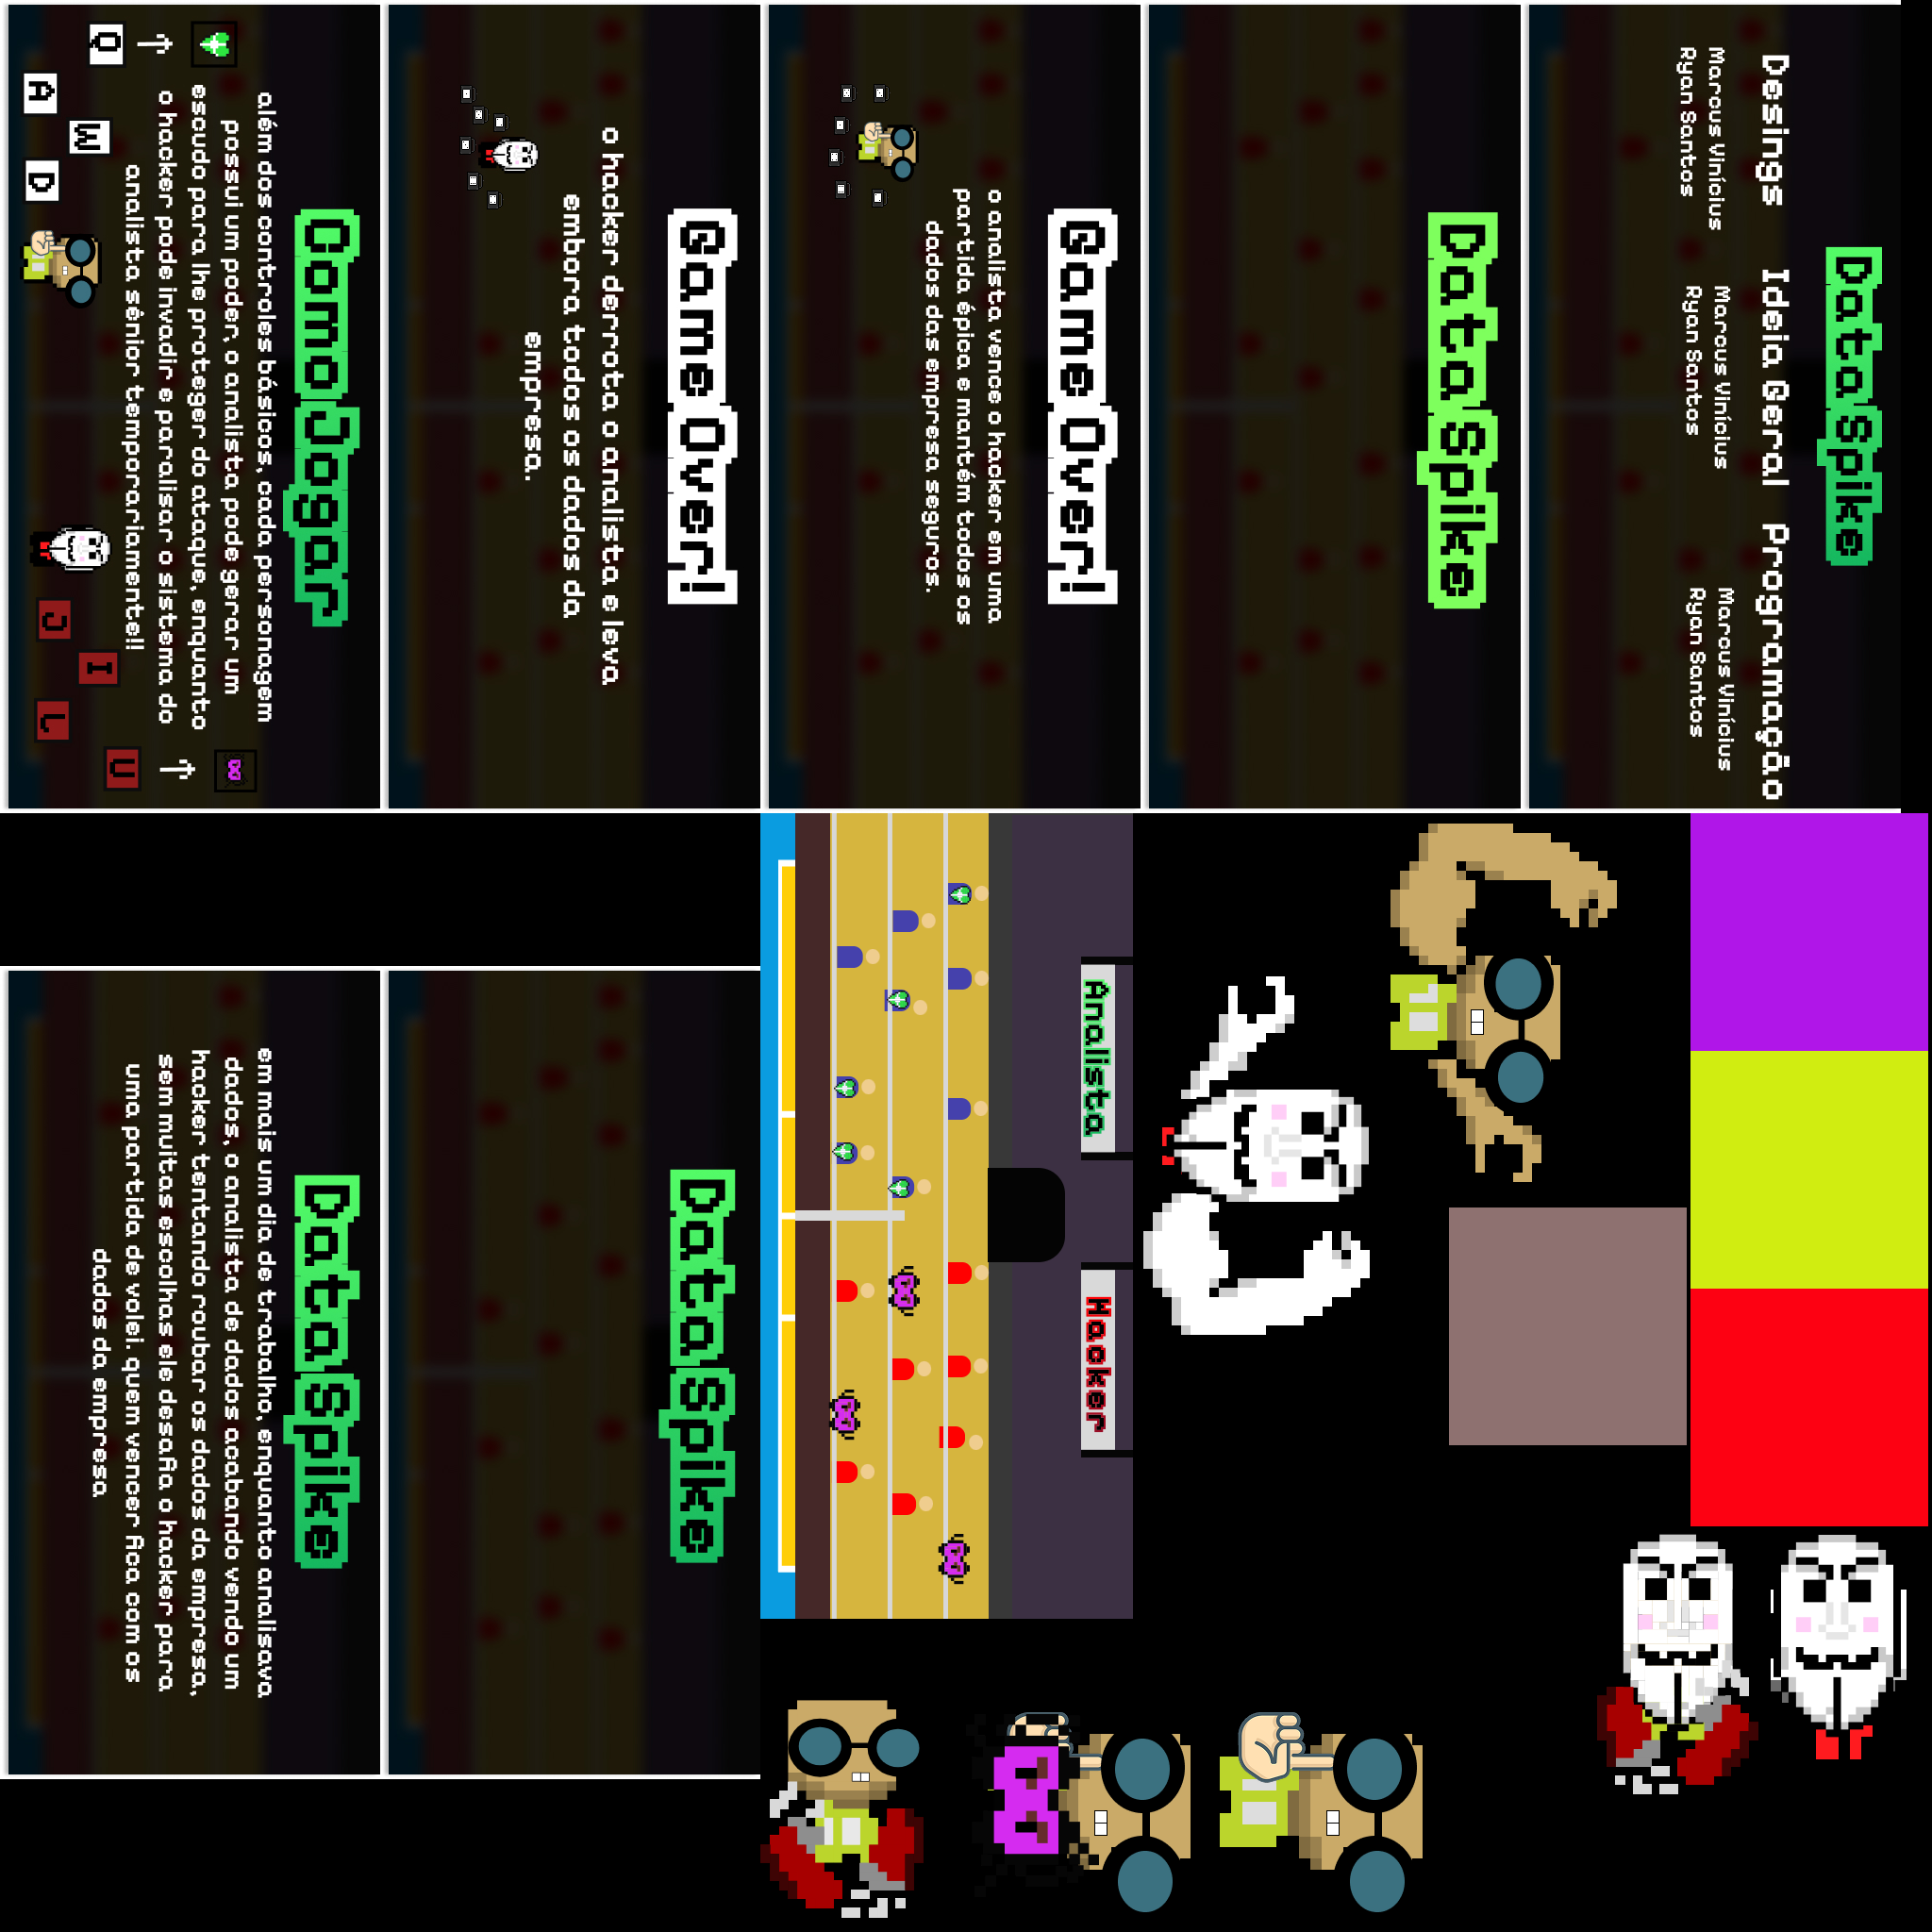 Como Jogar
além dos controles básicos, cada personagem
possui um poder, o analista pode gerar um
escudo para lhe proteger do ataque, enquanto
o hacker pode invadir e paralisar o sistema do
analista sênior temporariamente!!
Q
A
W
D
J
I
L
U
Game Over!
o hacker derrota o analista e leva
embora todos os dados da
empresa.
Game Over!
o analista vence o hacker em uma
partida épica e mantém todos os
dados das empresa seguros.
Data Spike
Data Spike
Desings
Marcus Vinícius
Ryan Santos
Ideia Geral
Marcus Vinícius
Ryan Santos
Programação
Marcus Vinícius
Ryan Santos
Data Spike
em mais um dia de trabalho, enquanto analisava
dados, o analista de dados acabando vendo um
hacker tentando roubar os dados da empresa,
sem muitas escolhas ele desafia o hacker para
uma partida de volei. quem vencer fica com os
dados da empresa
Data Spike
Analista
Hacker